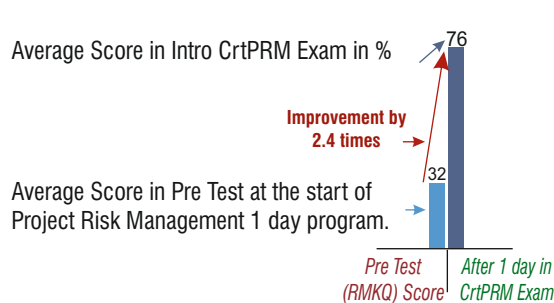 Average Score in Intro CrtPRM Exam in %
76
Improvement by
2.4 times
32
Average Score in Pre Test at the start of
Project Risk Management 1 day program.
Pre Test
(RMKQ) Score
After 1 day in
CrtPRM Exam